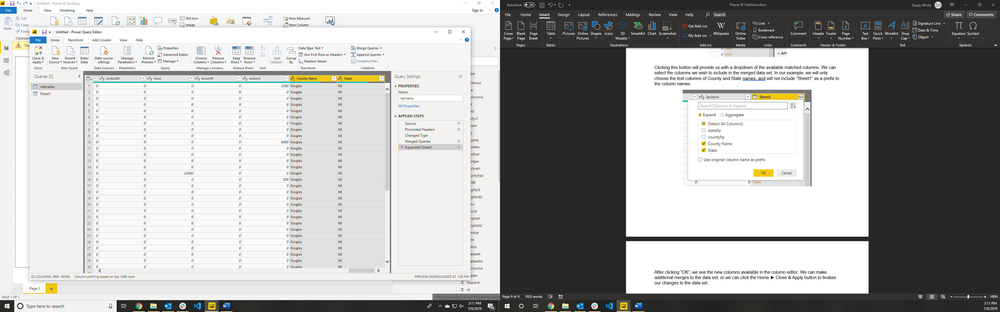 Untitled - Power BI Desktop
File Home View Modeling Help
Sign in
Paste
Cut
Copy
Clipboard
Text box
Image
New Measure
New Column
Untitled - Power Query Editor
File Home Transform Add Column View Help
Close & Apply
Close
New Source
Recent Sources
Enter Data
New Query
Data source settings
Data Sources
Manage Parameters
Parameters
Refresh Preview
Properties
Advanced Editor
Manage
Query
Choose Columns
Remove Columns
Manage Columns
Keep Rows
Remove Rows
Reduce Rows
Sort
Split Column
Group By
Data Type: Text
Use First Row as Headers
Replace Values
Transform
Merge Queries
Append Queries
Combine Files
Combine
Queries [2]
nebraska
Sheet1
incbus00 incss incwelfr incinvst County Name State
1 0 0 0 0 2100 Douglas NE
2 0 0 0 0 0 Douglas NE
3 0 0 0 0 0 Douglas NE
4 0 0 0 0 0 Douglas NE
5 0 0 0 0 0 Douglas NE
6 0 0 0 0 0 Douglas NE
7 0 0 0 0 0 Douglas NE
8 0 0 0 0 0 Douglas NE
9 0 0 0 0 0 Douglas NE
10 0 0 0 0 6000 Douglas NE
11 0 0 0 0 0 Douglas NE
12 0 0 0 0 0 Douglas NE
13 0 0 0 0 0 Douglas NE
14 0 0 0 0 0 Douglas NE
15 0 0 22500 0 0 Douglas NE
16 0 0 0 0 500 Douglas NE
17 0 0 0 0 0 Douglas NE
18 0 0 0 0 0 Douglas NE
19 0 0 0 0 0 Douglas NE
20 0 0 0 0 0 Douglas NE
21 0 0 0 0 0 Douglas NE
22 0 0 0 0 0 Douglas NE
23 0 0 0 0 0 Douglas NE
24 0 0 0 0 0 Douglas NE
25 0 0 0 0 0 Douglas NE
26 0 0 0 0 0 Douglas NE
27 0 0 0 0 0 Douglas NE
28 0 0 0 0 0 Douglas NE
29 0 0 0 0 0 Douglas NE
30 0 0 0 0 0 Douglas NE
Query Settings
PROPERTIES
Name
nebraska
All Properties
APPLIED STEPS
Source
Promoted Headers
Changed Type
Merged Queries
Expanded Sheet1
63 COLUMNS, 999+ ROWS Column profiling based on top 1000 rows
PREVIEW DOWNLOADED AT 1:50 PM
hispand
id
Page 1
PAGE 1 OF 1
UPDATE AVAILABLE (CLICK TO DOWNLOAD)
Type here to search
3:11 PM
7/8/2019
14
AutoSave Off
Power BI Interface.docx
Dusty White DW
File Home Insert Design Layout References Mailings Review View Help Search
Share Comments
Cover Page
Blank Page
Page Break
Pages
Table
Tables
Pictures
Online Pictures
Shapes
Icons
3D Models
SmartArt
Chart
Screenshot
Illustrations
Get Add-ins
My Add-ins
Wikipedia
Add-ins
Online Video
Media
Link
Bookmark
Cross-reference
Links
Comment
Comments
Header
Footer
Page Number
Header & Footer
Text Box
Quick Parts
WordArt
Drop Cap
Signature Line
Date & Time
Object
Text
Equation
Symbol
Symbols
0 Table
0 Table
API
Clicking this button will provide us with a dropdown of the available matched columns. We can
select the columns we wish to include in the merged data set. In our example, we will only
choose the text columns of County and State names, and will not include “Sheet1” as a prefix to
the column names.
incinvst Sheet1
Search Columns to Expand
Expand Aggregate
(Select All Columns)
statefip
countyfip
County Name
State
Use original column name as prefix
OK Cancel
0 0 Table
After clicking “OK”, we see the new columns available in the column editor. We can make
additional merges to the data set, or we can click the Home ► Close & Apply button to finalize
our changes to the data set.
Page 9 of 9 1022 words
100%
3:11 PM
7/8/2019